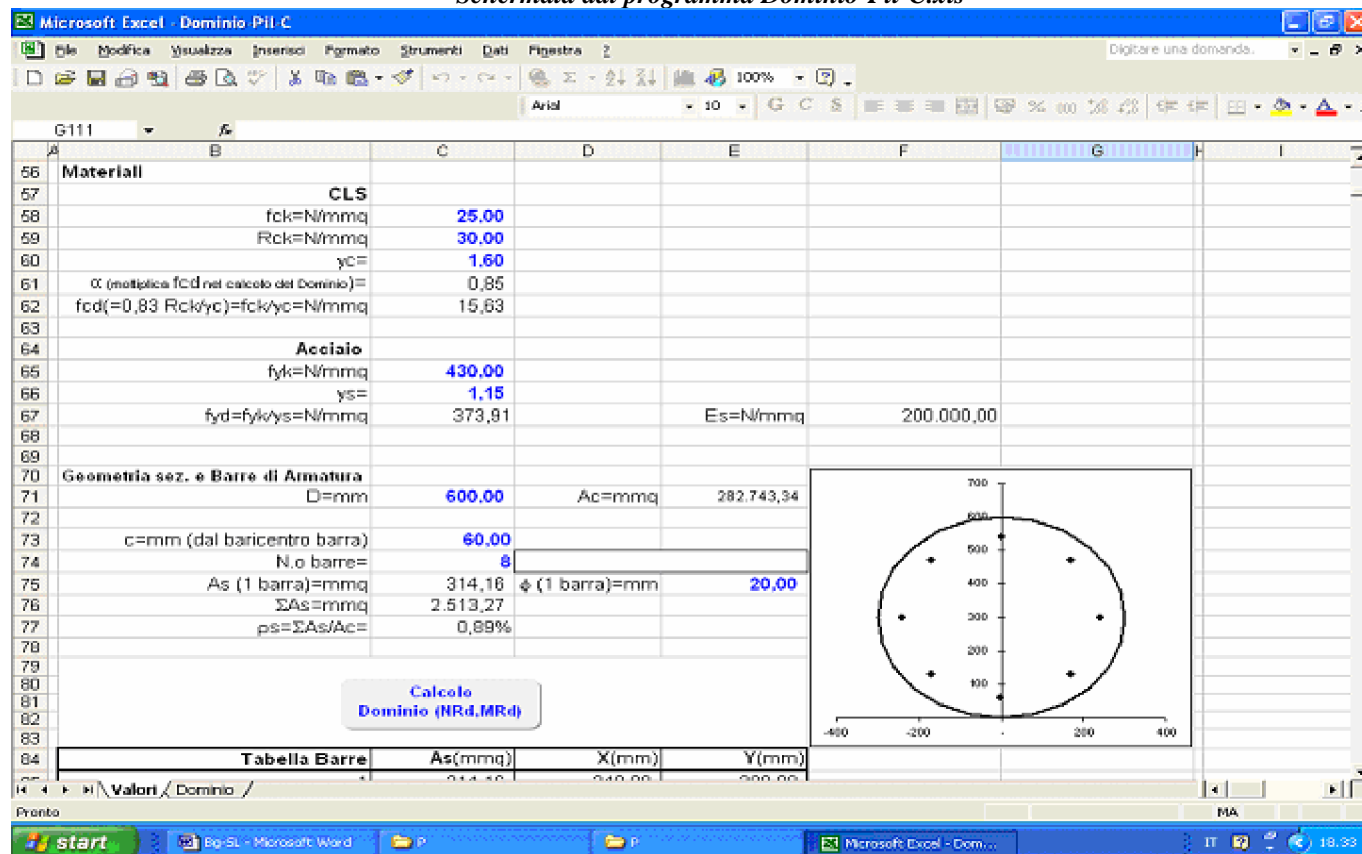 Schermata dal programma Dominio-Pil-C.xls
Microsoft Excel - Dominio-Pil-C
File Modifica Visualizza Inserisci Formato Strumenti Dati Finestra ? Digitare una domanda.
100%
Arial 10 G C S % 000
G111 fx
B C D E F G H I
56 Materiali
57 CLS
58 fck=N/mmq 25,00
59 Rck=N/mmq 30,00
60 γc= 1,60
61 α (moltiplica fcd nel calcolo del Dominio)= 0,85
62 fcd(=0,83 Rck/γc)=fck/γc=N/mmq 15,63
63
64 Acciaio
65 fyk=N/mmq 430,00
66 γs= 1,15
67 fyd=fyk/γs=N/mmq 373,91 Es=N/mmq 200.000,00
68
69
70 Geometria sez. e Barre di Armatura
71 D=mm 600,00 Ac=mmq 282.743,34
72
73 c=mm (dal baricentro barra) 60,00
74 N.o barre= 8
75 As (1 barra)=mmq 314,16 ϕ (1 barra)=mm 20,00
76 ΣAs=mmq 2.513,27
77 ρs=ΣAs/Ac= 0,89%
78
79
80
81
82
83
Calcolo
Dominio (NRd,MRd)
700
600
500
400
300
200
100
-400 -200 - 200 400
84 Tabella Barre As(mmq) X(mm) Y(mm)
Valori Dominio
Pronto MA
start Bg-SL - Microsoft Word P P Microsoft Excel - Dom... IT 18.33